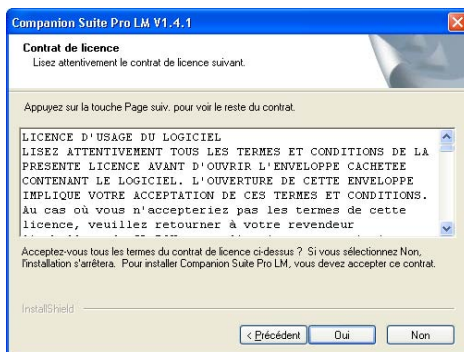 Companion Suite Pro LM V1.4.1
Contrat de licence
Lisez attentivement le contrat de licence suivant.
Appuyez sur la touche Page suiv. pour voir le reste du contrat.
LICENCE D'USAGE DU LOGICIEL
LISEZ ATTENTIVEMENT TOUS LES TERMES ET CONDITIONS DE LA
PRESENTE LICENCE AVANT D'OUVRIR L'ENVELOPPE CACHETEE
CONTENANT LE LOGICIEL. L'OUVERTURE DE CETTE ENVELOPPE
IMPLIQUE VOTRE ACCEPTATION DE CES TERMES ET CONDITIONS.
Au cas où vous n'accepteriez pas les termes de cette
licence, veuillez retourner à votre revendeur
Acceptez-vous tous les termes du contrat de licence ci-dessus ? Si vous sélectionnez Non,
l'installation s'arrêtera. Pour installer Companion Suite Pro LM, vous devez accepter ce contrat.
InstallShield
< Précédent
Oui
Non